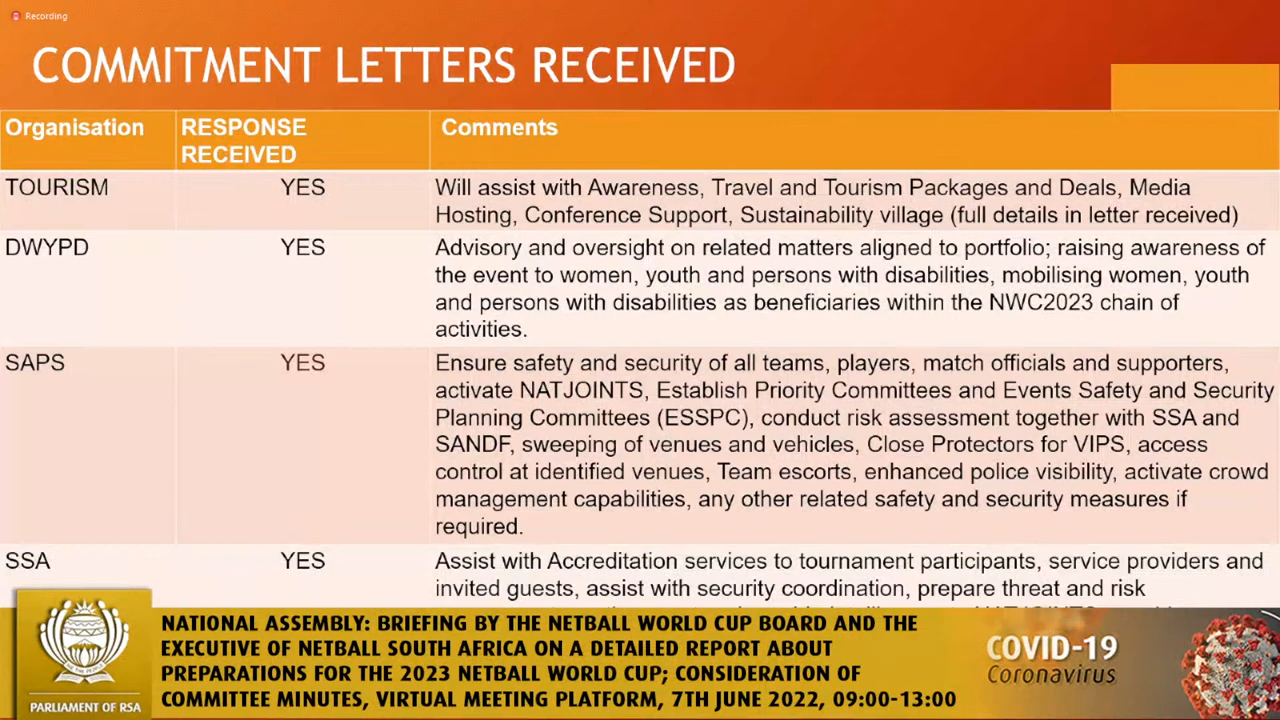 Recording
COMMITMENT LETTERS RECEIVED
Organisation
RESPONSE
RECEIVED
Comments
TOURISM
YES
Will assist with Awareness, Travel and Tourism Packages and Deals, Media
Hosting, Conference Support, Sustainability village (full details in letter received)
DWYPD
YES
Advisory and oversight on related matters aligned to portfolio; raising awareness of
the event to women, youth and persons with disabilities, mobilising women, youth
and persons with disabilities as beneficiaries within the NWC2023 chain of
activities.
SAPS
YES
Ensure safety and security of all teams, players, match officials and supporters,
activate NATJOINTS, Establish Priority Committees and Events Safety and Security
Planning Committees (ESSPC), conduct risk assessment together with SSA and
SANDF, sweeping of venues and vehicles, Close Protectors for VIPS, access
control at identified venues, Team escorts, enhanced police visibility, activate crowd
management capabilities, any other related safety and security measures if
required.
SSA
YES
Assist with Accreditation services to tournament participants, service providers and
invited guests, assist with security coordination, prepare threat and risk
NATIONAL ASSEMBLY: BRIEFING BY THE NETBALL WORLD CUP BOARD AND THE
EXECUTIVE OF NETBALL SOUTH AFRICA ON A DETAILED REPORT ABOUT
PREPARATIONS FOR THE 2023 NETBALL WORLD CUP; CONSIDERATION OF
COMMITTEE MINUTES, VIRTUAL MEETING PLATFORM, 7TH JUNE 2022, 09:00-13:00
PARLIAMENT OF RSA
COVID-19
Coronavirus